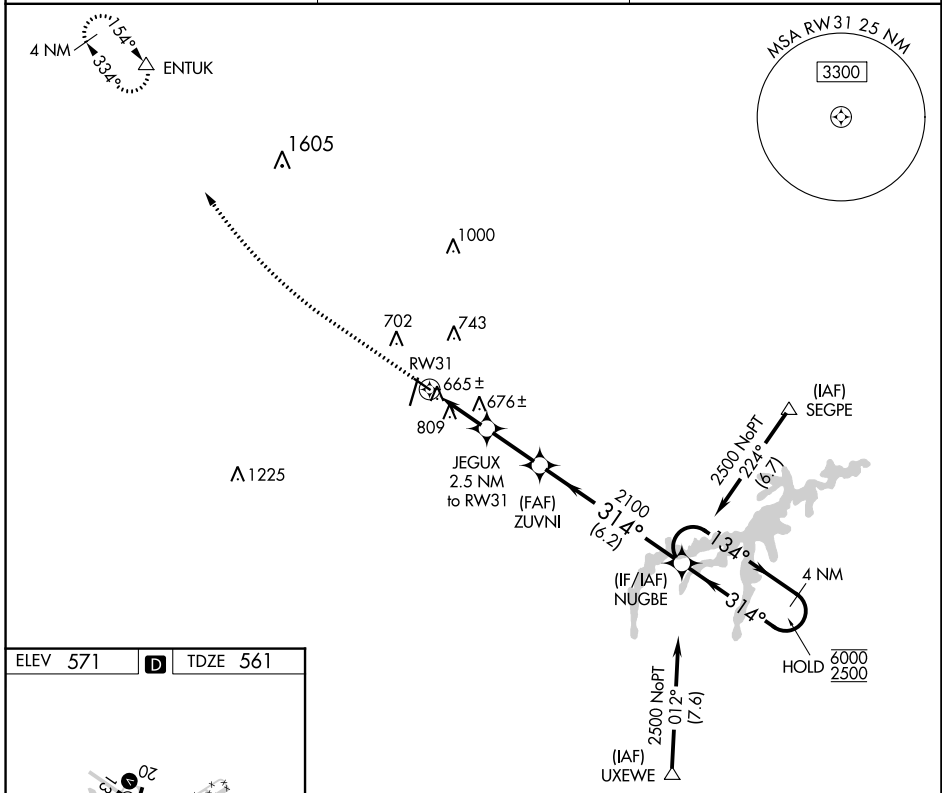 154°
4 NM
334°
ENTUK
MSA RW31 25 NM
3300
1605
1000
702
743
RW31
665±
676±
809
1225
JEGUX
2.5 NM
to RW31
(FAF)
ZUVNI
2100
314°
(6.2)
(IAF)
SEGPE
2500 NoPT
224°
(6.7)
134°
4 NM
314°
(IF/IAF)
NUGBE
HOLD 6000
2500
2500 NoPT
012°
(7.6)
(IAF)
UXEWE
ELEV 571 D TDZE 561
V
20
13